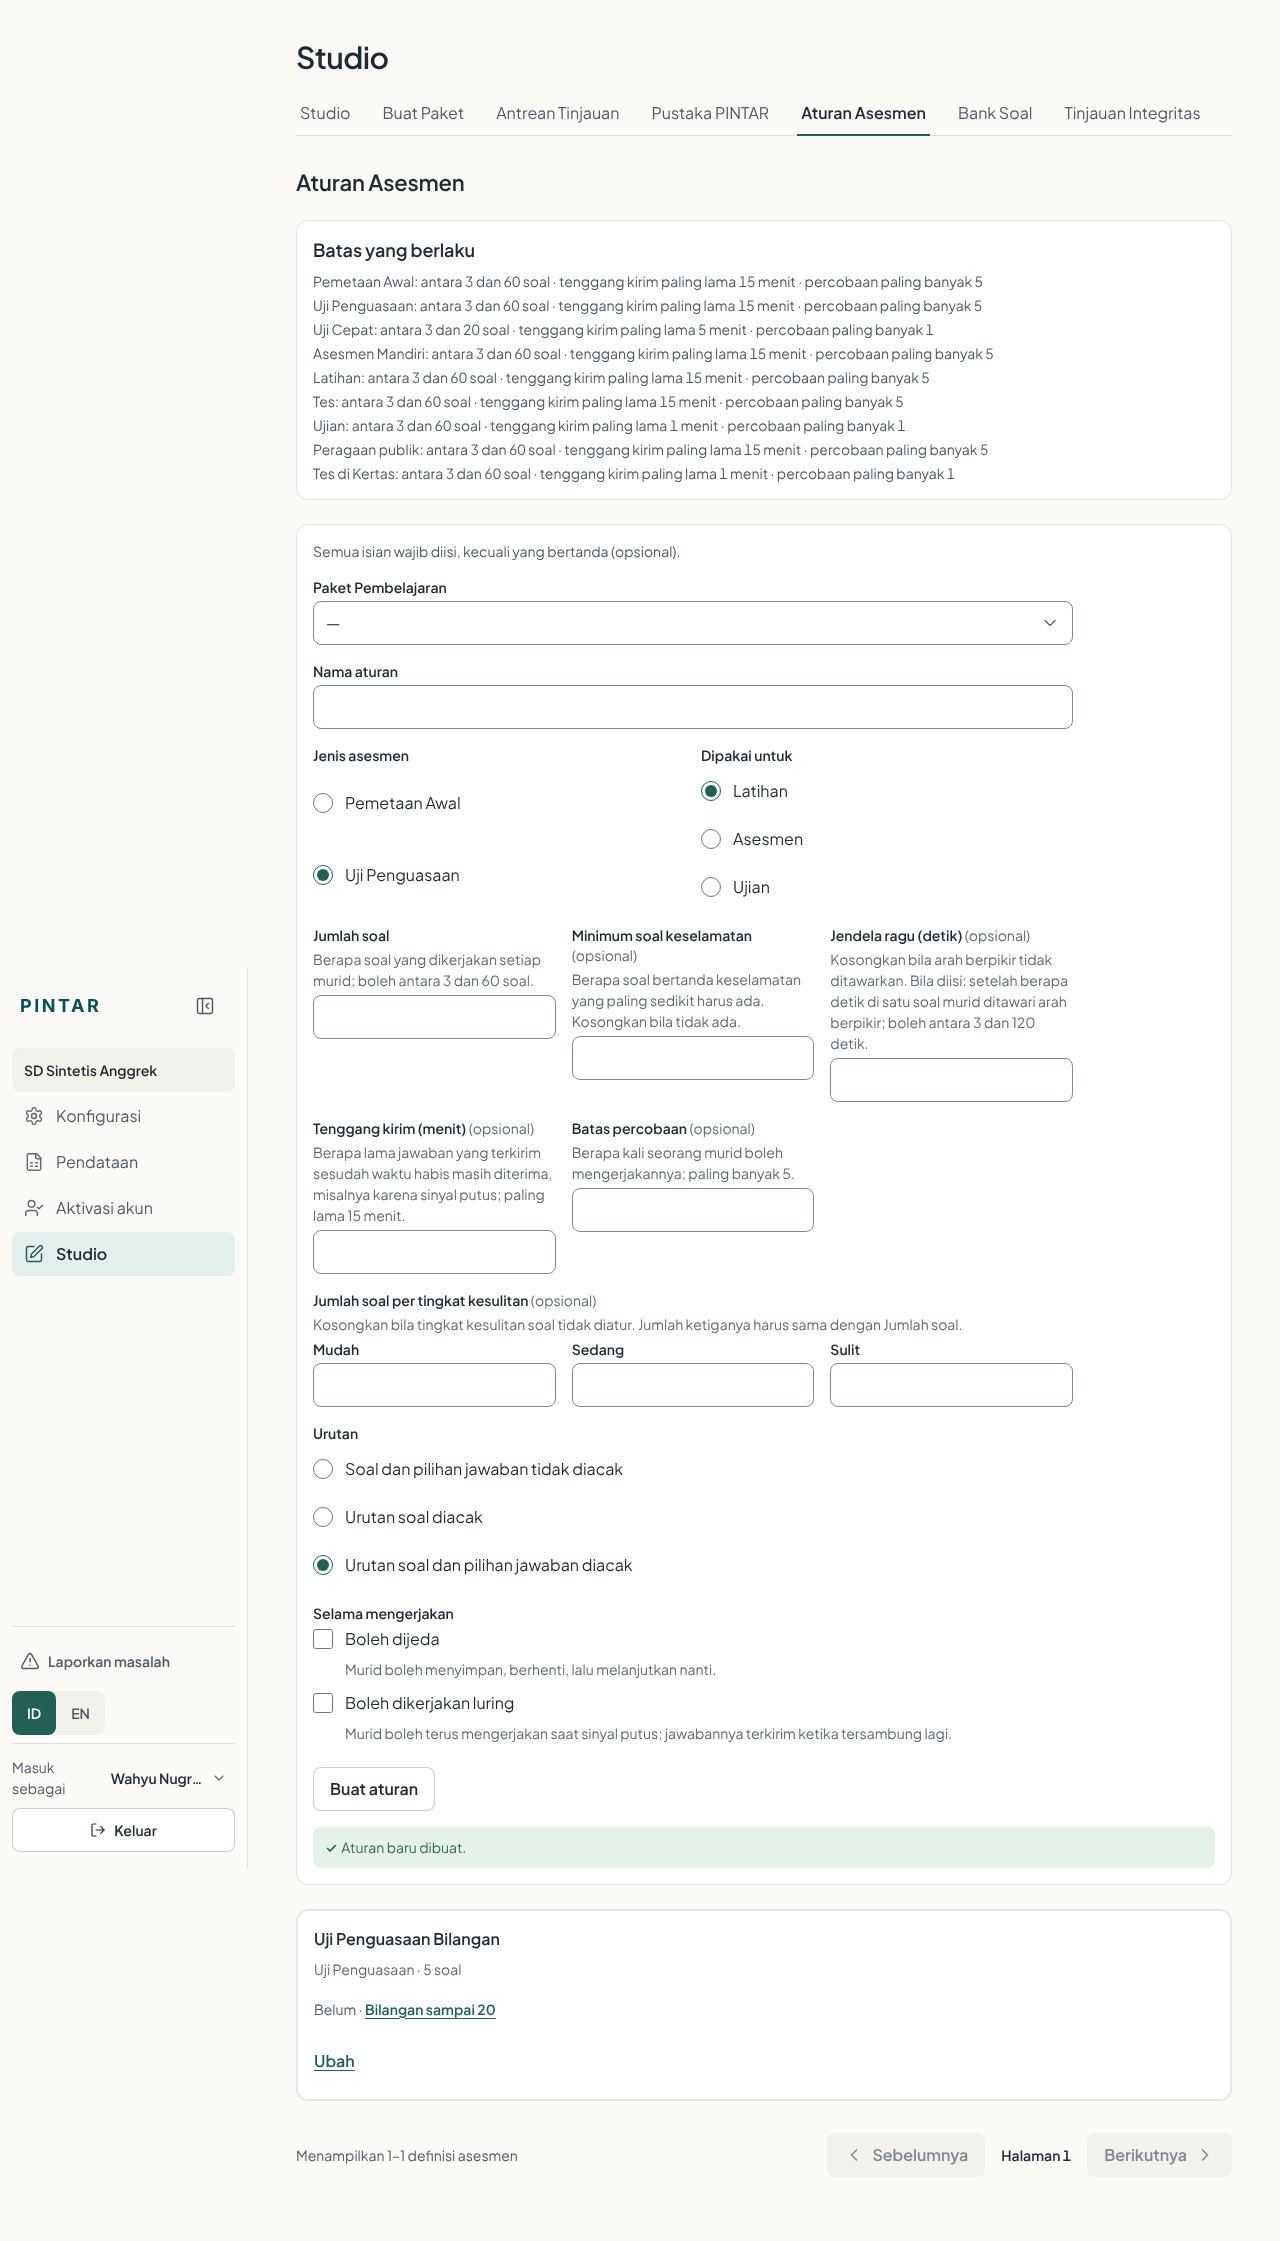 Studio
Studio
Buat Paket
Antrean Tinjauan
Pustaka PINTAR
Aturan Asesmen
Bank Soal
Tinjauan Integritas
Aturan Asesmen
Batas yang berlaku
Pemetaan Awal: antara 3 dan 60 soal · tenggang kirim paling lama 15 menit · percobaan paling banyak 5
Uji Penguasaan: antara 3 dan 60 soal · tenggang kirim paling lama 15 menit · percobaan paling banyak 5
Uji Cepat: antara 3 dan 20 soal · tenggang kirim paling lama 5 menit · percobaan paling banyak 1
Asesmen Mandiri: antara 3 dan 60 soal · tenggang kirim paling lama 15 menit · percobaan paling banyak 5
Latihan: antara 3 dan 60 soal · tenggang kirim paling lama 15 menit · percobaan paling banyak 5
Tes: antara 3 dan 60 soal · tenggang kirim paling lama 15 menit · percobaan paling banyak 5
Ujian: antara 3 dan 60 soal · tenggang kirim paling lama 1 menit · percobaan paling banyak 1
Peragaan publik: antara 3 dan 60 soal · tenggang kirim paling lama 15 menit · percobaan paling banyak 5
Tes di Kertas: antara 3 dan 60 soal · tenggang kirim paling lama 1 menit · percobaan paling banyak 1
Semua isian wajib diisi, kecuali yang bertanda (opsional).
Paket Pembelajaran
—
Nama aturan
Jenis asesmen
Pemetaan Awal
Uji Penguasaan
Dipakai untuk
Latihan
Asesmen
Ujian
Jumlah soal
Berapa soal yang dikerjakan setiap
murid; boleh antara 3 dan 60 soal.
Minimum soal keselamatan
(opsional)
Berapa soal bertanda keselamatan
yang paling sedikit harus ada.
Kosongkan bila tidak ada.
Jendela ragu (detik) (opsional)
Kosongkan bila arah berpikir tidak
ditawarkan. Bila diisi: setelah berapa
detik di satu soal murid ditawari arah
berpikir; boleh antara 3 dan 120
detik.
Tenggang kirim (menit) (opsional)
Berapa lama jawaban yang terkirim
sesudah waktu habis masih diterima,
misalnya karena sinyal putus; paling
lama 15 menit.
Batas percobaan (opsional)
Berapa kali seorang murid boleh
mengerjakannya; paling banyak 5.
Jumlah soal per tingkat kesulitan (opsional)
Kosongkan bila tingkat kesulitan soal tidak diatur. Jumlah ketiganya harus sama dengan Jumlah soal.
Mudah
Sedang
Sulit
Urutan
Soal dan pilihan jawaban tidak diacak
Urutan soal diacak
Urutan soal dan pilihan jawaban diacak
Selama mengerjakan
Boleh dijeda
Murid boleh menyimpan, berhenti, lalu melanjutkan nanti.
Boleh dikerjakan luring
Murid boleh terus mengerjakan saat sinyal putus; jawabannya terkirim ketika tersambung lagi.
Buat aturan
✓ Aturan baru dibuat.
Uji Penguasaan Bilangan
Uji Penguasaan · 5 soal
Belum · Bilangan sampai 20
Ubah
Menampilkan 1–1 definisi asesmen
Sebelumnya
Halaman 1
Berikutnya
PINTAR
SD Sintetis Anggrek
Konfigurasi
Pendataan
Aktivasi akun
Studio
Laporkan masalah
ID
EN
Masuk
sebagai
Wahyu Nugr...
Keluar